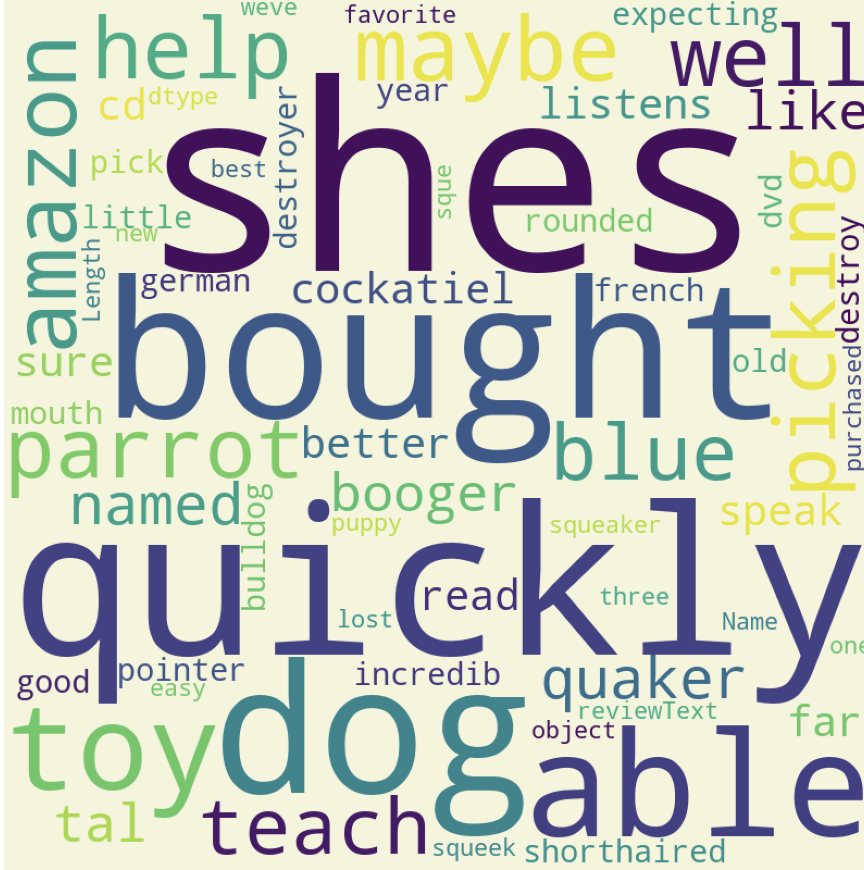 weve
favorite
expecting
help
maybe
well
amazon
cd
dtype
year
listens
like
shes
destroyer
pick
best
sque
picking
dvd
little
new
rounded
Length
german
cockatiel
french
destroy
bought
sure
old
purchased
mouth
parrot
better
blue
named
bulldog
booger
puppy
squeaker
speak
quickly
read
lost
three
Name
one
good
pointer
easy
incredib
quaker
reviewText
far
toy
dog
object
able
tal
teach
squeek
shorthaired